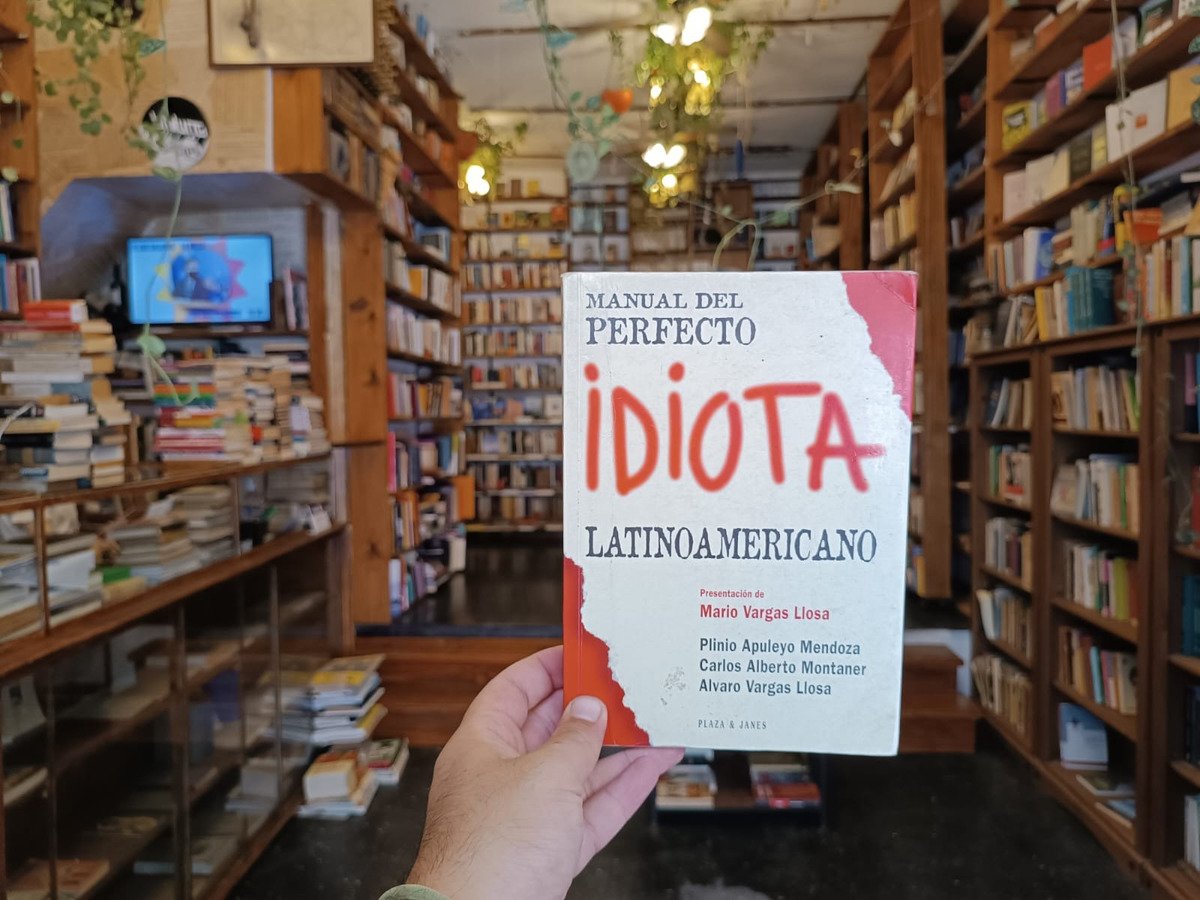 MANUAL DEL
PERFECTO
iDiOTA
LATINOAMERICANO
Presentación de
Mario Vargas Llosa
Plinio Apuleyo Mendoza
Carlos Alberto Montaner
Alvaro Vargas Llosa
PLAZA & JANES